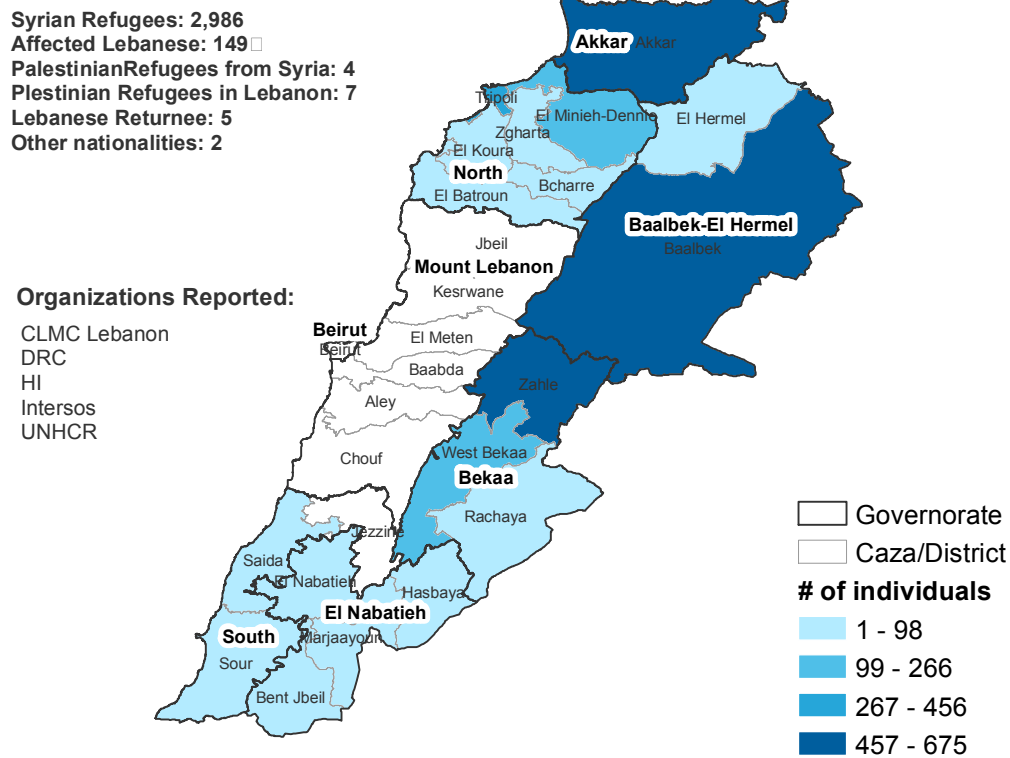 Syrian Refugees: 2,986
Affected Lebanese: 149
PalestinianRefugees from Syria: 4
Plestinian Refugees in Lebanon: 7
Lebanese Returnee: 5
Other nationalities: 2
Akkar Akkar
Tripoli
El Minieh-Dennie
El Hermel
Zgharta
El Koura
North
Bcharre
El Batroun
Baalbek-El Hermel
Baalbek
Jbeil
Mount Lebanon
Kesrwane
Organizations Reported:
CLMC Lebanon
DRC
HI
Intersos
UNHCR
Beirut
Beirut
El Meten
Baabda
Zahle
Aley
Chouf
West Bekaa
Bekaa
Rachaya
Jezzine
Saida
El Nabatieh
Hasbaya
El Nabatieh
South
Marjaayoun
Sour
Bent Jbeil
Governorate
Caza/District
# of individuals
1 - 98
99 - 266
267 - 456
457 - 675